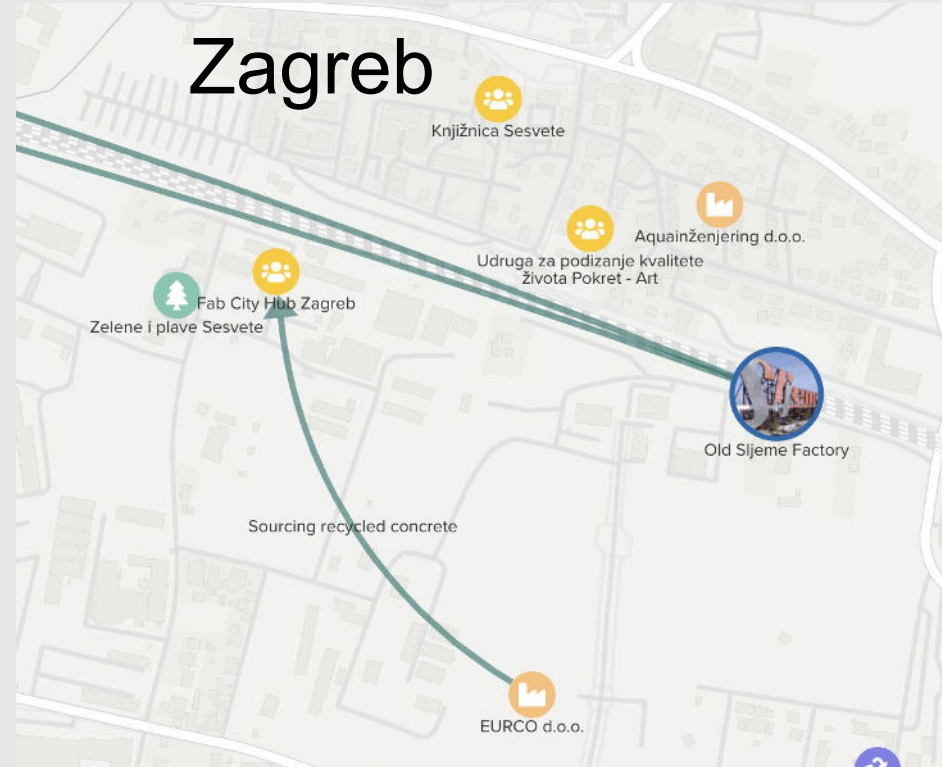 Zagreb
Knjižnica Sesvete
Aquainženjering d.o.o.
Udruga za podizanje kvalitete
života Pokret - Art
Fab City Hub Zagreb
Zelene i plave Sesvete
Old Sljeme Factory
Sourcing recycled concrete
EURCO d.o.o.